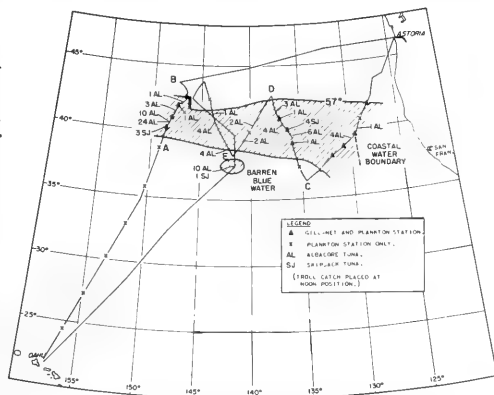 45°
40°
35°
30°
25°
ASTORIA
B
145°
140°
D
1 AL
3 AL
10 AL
24 AL
3 SJ
1 AL
1 AL
4 AL
2 AL
4 AL
2 AL
3 AL
1 AL
4 SJ
6 AL
4 AL
4 AL
1 AL
57°
A
E
10 AL
1 SJ
BARREN
BLUE
WATER
C
COASTAL
WATER
BOUNDARY
SAN
FRAN.
LEGEND
GILL-NET AND PLANKTON STATION.
PLANKTON STATION ONLY.
AL ALBACORE TUNA.
SJ SKIPJACK TUNA.
(TROLL CATCH PLACED AT
NOON POSITION.)
OAHU
155°
150°
145°
140°
135°
130°
125°